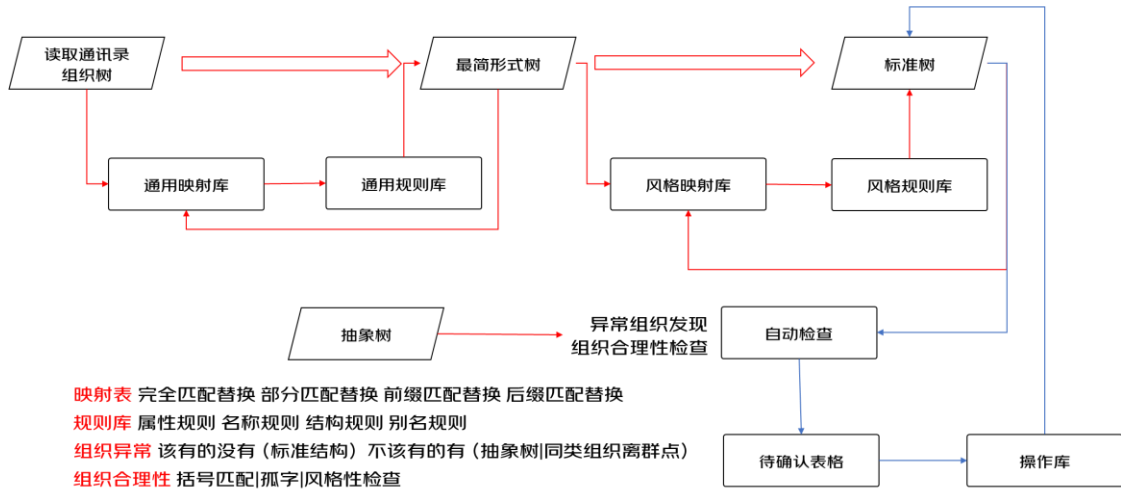 读取通讯录
组织树
最简形式树
标准树
通用映射库
通用规则库
风格映射库
风格规则库
抽象树
异常组织发现
组织合理性检查
自动检查
映射表 完全匹配替换 部分匹配替换 前缀匹配替换 后缀匹配替换
规则库 属性规则 名称规则 结构规则 别名规则
组织异常 该有的没有（标准结构）不该有的有（抽象树|同类组织离群点）
组织合理性 括号匹配|孤字|风格性检查
待确认表格
操作库